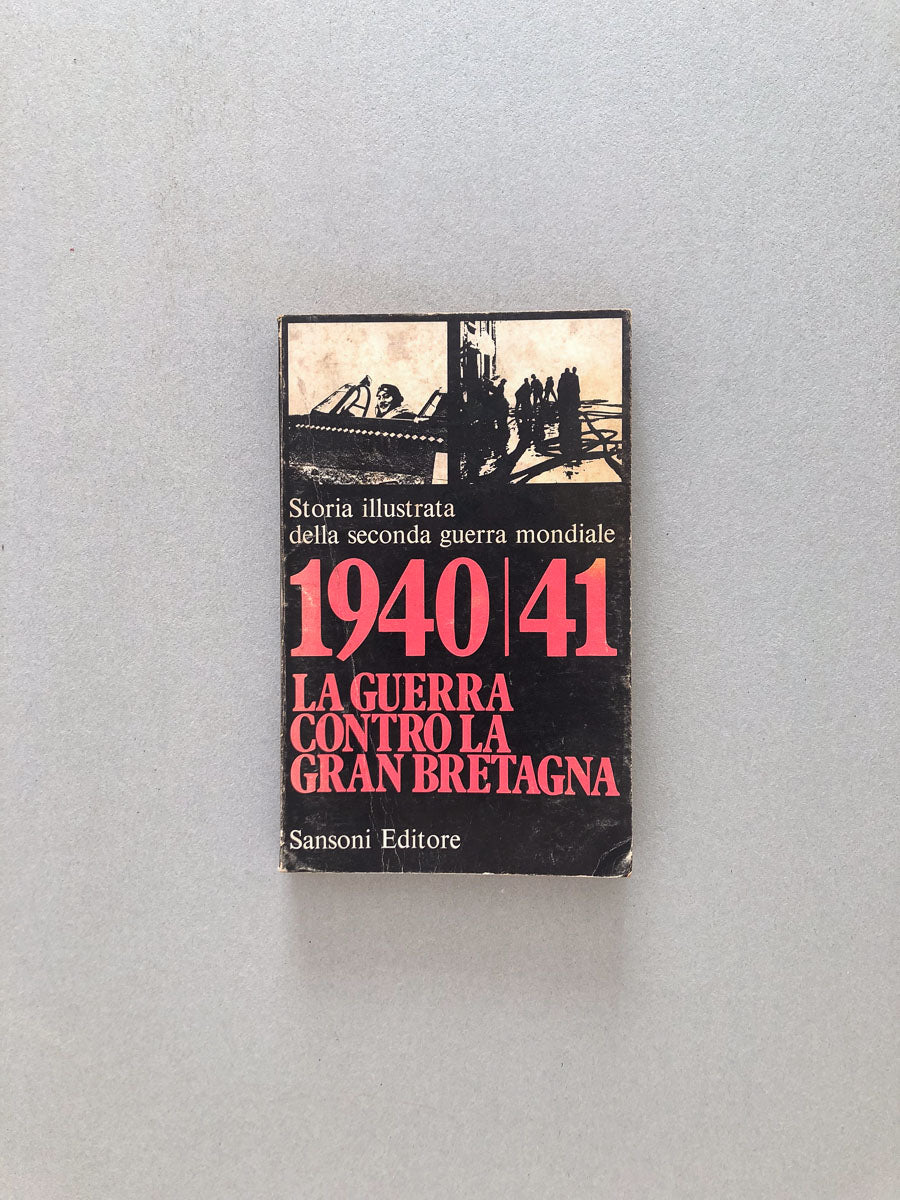 Storia illustrata
della seconda guerra mondiale
1940|41
LA GUERRA
CONTRO LA
GRAN BRETAGNA
Sansoni Editore